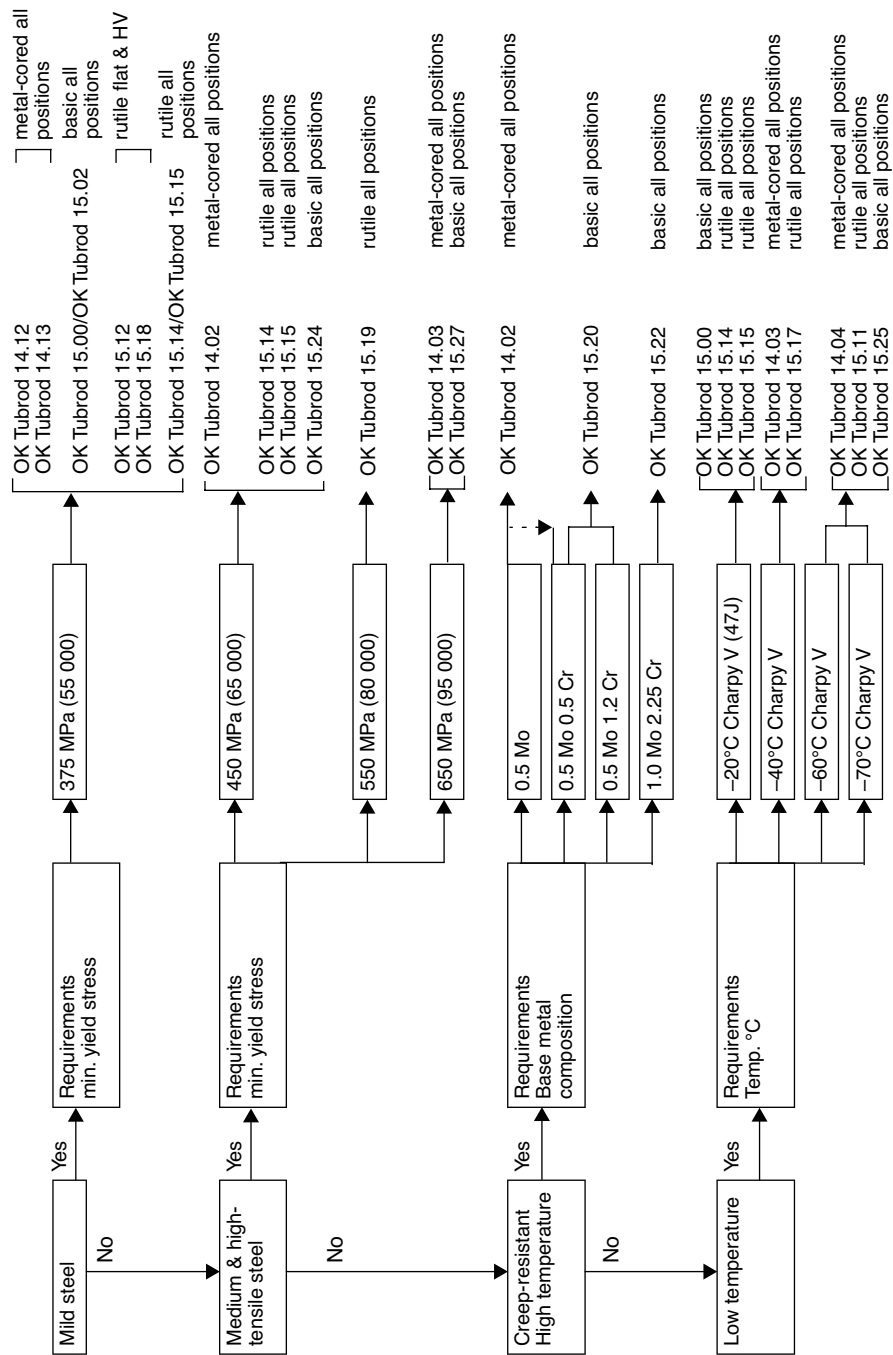 Mild steel
Yes
No
Requirements
min. yield stress
375 MPa (55 000)
OK Tubrod 14.12
OK Tubrod 14.13
metal-cored all
positions
OK Tubrod 15.00/OK Tubrod 15.02
basic all
positions
OK Tubrod 15.12
OK Tubrod 15.18
rutile flat & HV
OK Tubrod 15.14/OK Tubrod 15.15
rutile all
positions
Medium & high-
tensile steel
Yes
No
Requirements
min. yield stress
450 MPa (65 000)
OK Tubrod 14.02 metal-cored all positions
OK Tubrod 15.14 rutile all positions
OK Tubrod 15.15 rutile all positions
OK Tubrod 15.24 basic all positions
550 MPa (80 000)
OK Tubrod 15.19 rutile all positions
650 MPa (95 000)
OK Tubrod 14.03 metal-cored all positions
OK Tubrod 15.27 basic all positions
Creep-resistant
High temperature
Yes
No
Requirements
Base metal
composition
0.5 Mo
OK Tubrod 14.02 metal-cored all positions
0.5 Mo 0.5 Cr
0.5 Mo 1.2 Cr
OK Tubrod 15.20 basic all positions
1.0 Mo 2.25 Cr
OK Tubrod 15.22 basic all positions
Low temperature
Yes
Requirements
Temp. °C
–20°C Charpy V (47J)
OK Tubrod 15.00 basic all positions
OK Tubrod 15.14 rutile all positions
OK Tubrod 15.15 rutile all positions
–40°C Charpy V
OK Tubrod 14.03 metal-cored all positions
OK Tubrod 15.17 rutile all positions
–60°C Charpy V
–70°C Charpy V
OK Tubrod 14.04 metal-cored all positions
OK Tubrod 15.11 rutile all positions
OK Tubrod 15.25 basic all positions